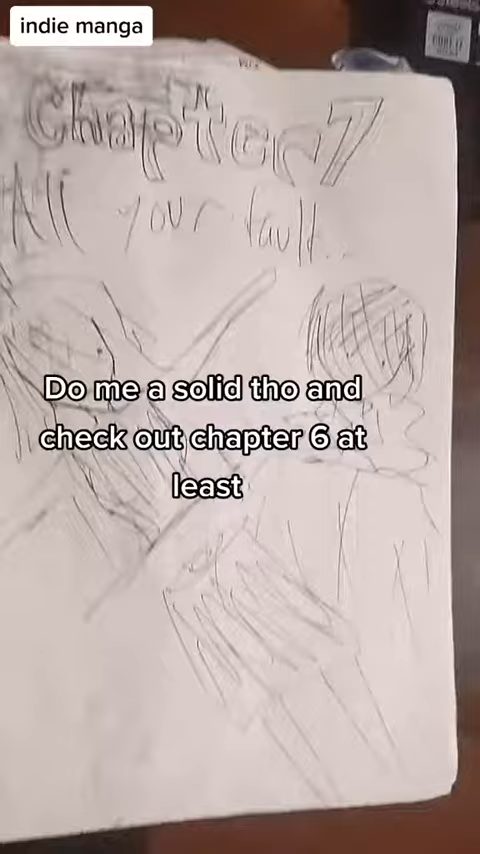 indie manga
Chapter 7
All your fault..
Do me a solid tho and
check out chapter 6 at
least